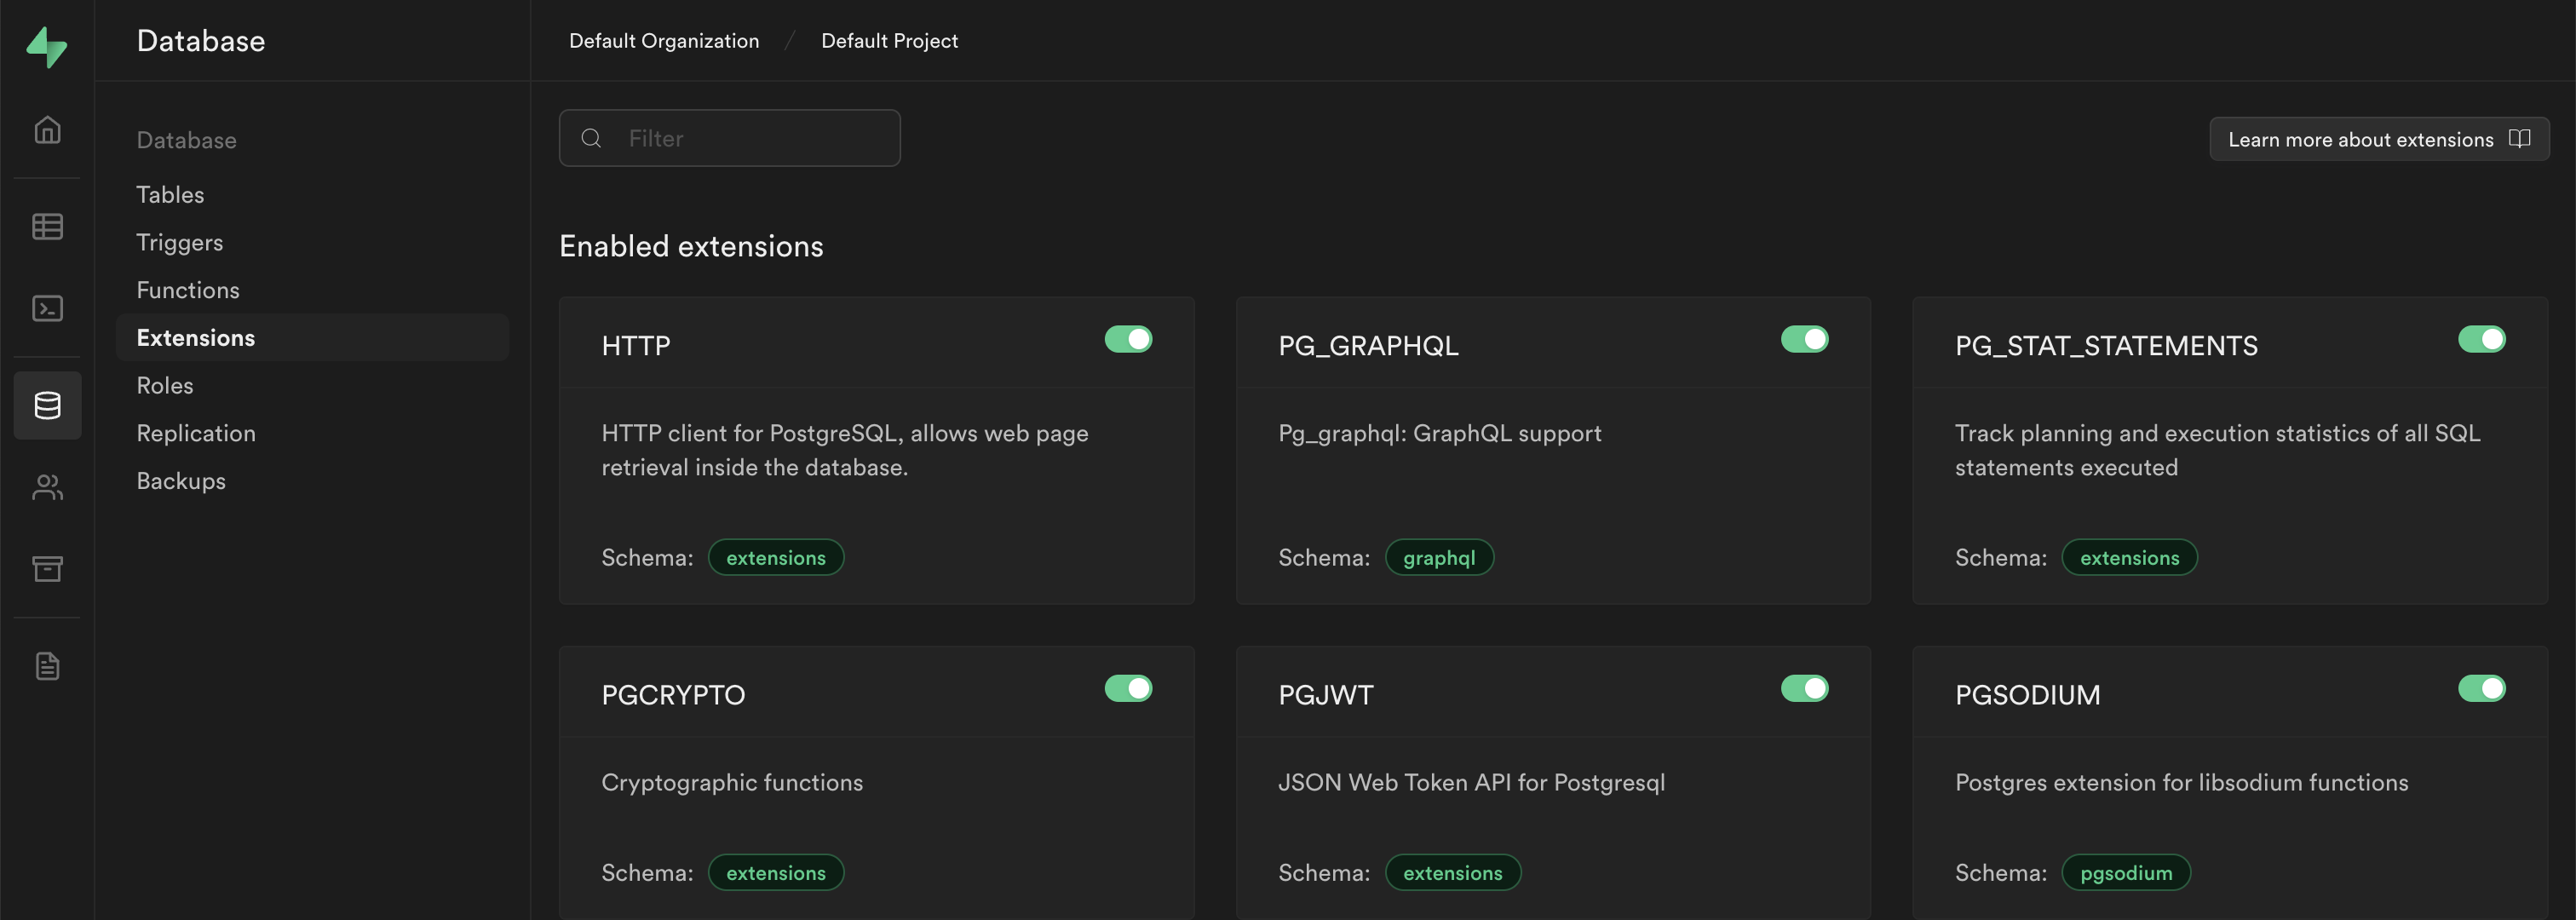 Database
Default Organization / Default Project
Database
Tables
Triggers
Functions
Extensions
Roles
Replication
Backups
Filter
Learn more about extensions
Enabled extensions
HTTP
HTTP client for PostgreSQL, allows web page
retrieval inside the database.
Schema: extensions
PG_GRAPHQL
Pg_graphql: GraphQL support
Schema: graphql
PG_STAT_STATEMENTS
Track planning and execution statistics of all SQL
statements executed
Schema: extensions
PGCRYPTO
Cryptographic functions
Schema: extensions
PGJWT
JSON Web Token API for Postgresql
Schema: extensions
PGSODIUM
Postgres extension for libsodium functions
Schema: pgsodium